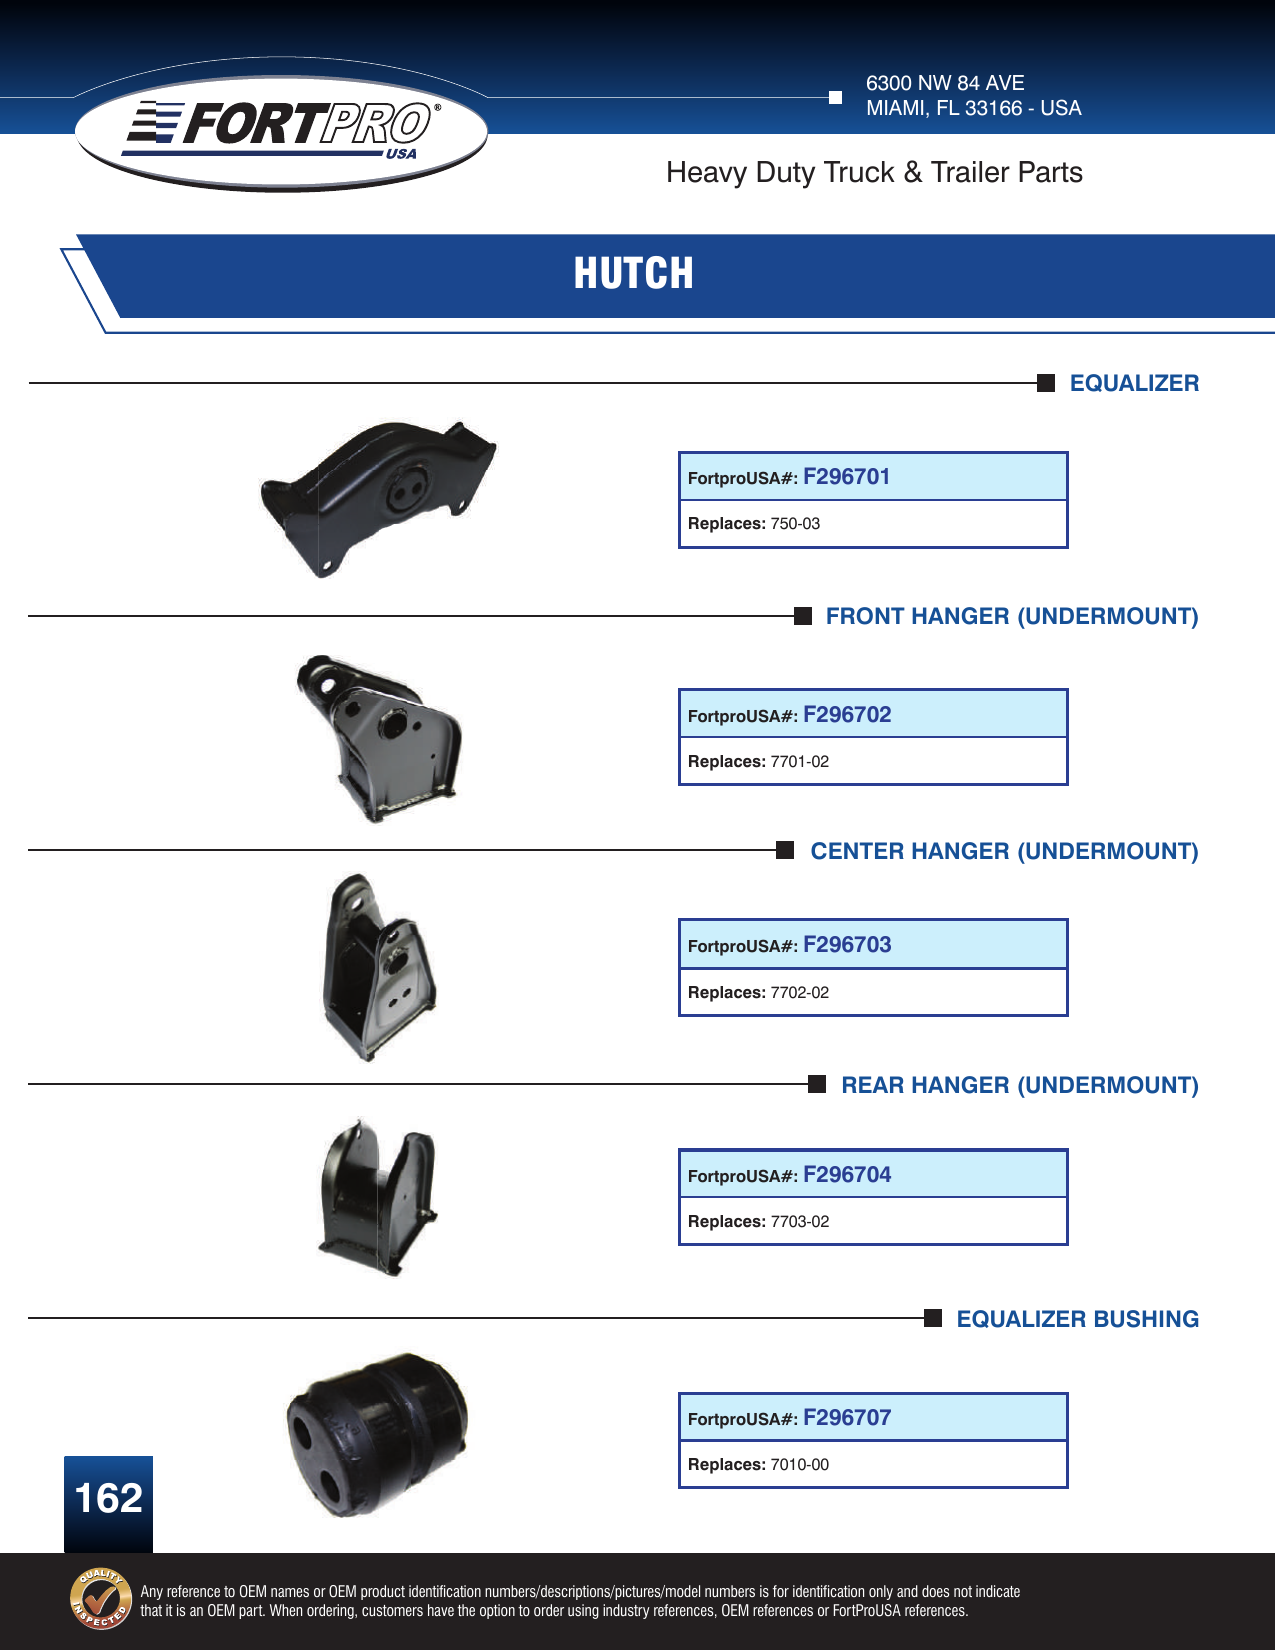 FORTPRO®
USA
6300 NW 84 AVE
MIAMI, FL 33166 - USA
Heavy Duty Truck & Trailer Parts
HUTCH
EQUALIZER
FortproUSA#: F296701
Replaces: 750-03
FRONT HANGER (UNDERMOUNT)
FortproUSA#: F296702
Replaces: 7701-02
CENTER HANGER (UNDERMOUNT)
FortproUSA#: F296703
Replaces: 7702-02
REAR HANGER (UNDERMOUNT)
FortproUSA#: F296704
Replaces: 7703-02
EQUALIZER BUSHING
FortproUSA#: F296707
Replaces: 7010-00
162
QUALITY
INSPECTED
Any reference to OEM names or OEM product identification numbers/descriptions/pictures/model numbers is for identification only and does not indicate
that it is an OEM part. When ordering, customers have the option to order using industry references, OEM references or FortProUSA references.